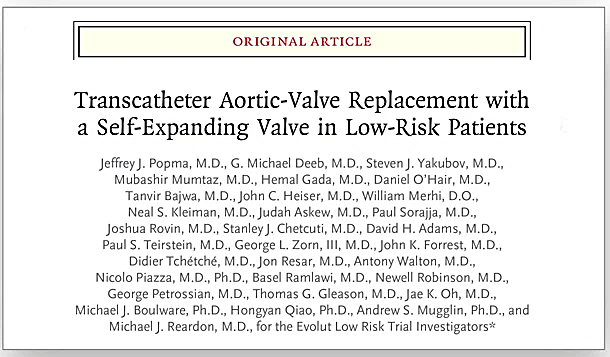 ORIGINAL ARTICLE
Transcatheter Aortic-Valve Replacement with
a Self-Expanding Valve in Low-Risk Patients
Jeffrey J. Popma, M.D., G. Michael Deeb, M.D., Steven J. Yakubov, M.D.,
Mubashir Mumtaz, M.D., Hemal Gada, M.D., Daniel O'Hair, M.D.,
Tanvir Bajwa, M.D., John C. Heiser, M.D., William Merhi, D.O.,
Neal S. Kleiman, M.D., Judah Askew, M.D., Paul Sorajja, M.D.,
Joshua Rovin, M.D., Stanley J. Chetcuti, M.D., David H. Adams, M.D.,
Paul S. Teirstein, M.D., George L. Zorn, III, M.D., John K. Forrest, M.D.,
Didier Tchétché, M.D., Jon Resar, M.D., Antony Walton, M.D.,
Nicolo Piazza, M.D., Ph.D., Basel Ramlawi, M.D., Newell Robinson, M.D.,
George Petrossian, M.D., Thomas G. Gleason, M.D., Jae K. Oh, M.D.,
Michael J. Boulware, Ph.D., Hongyan Qiao, Ph.D., Andrew S. Mugglin, Ph.D., and
Michael J. Reardon, M.D., for the Evolut Low Risk Trial Investigators*